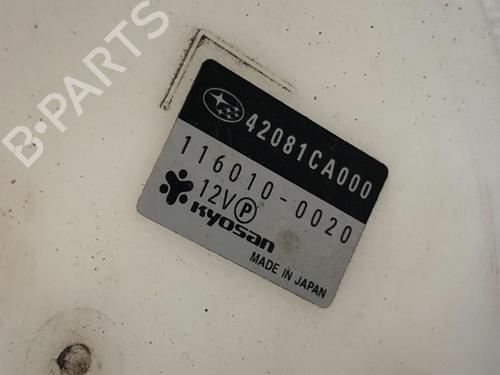 B-PARTS
42081CA000
116010-0020
12V P
Kyosan
MADE IN JAPAN